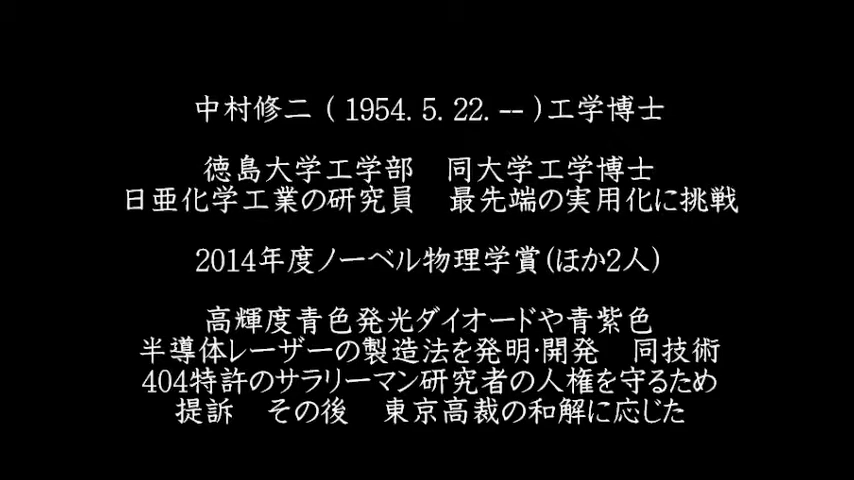 中村修二（1954. 5. 22. -- ）工学博士
徳島大学工学部　同大学工学博士
日亜化学工業の研究員　最先端の実用化に挑戦
2014年度ノーベル物理学賞(ほか2人)
高輝度青色発光ダイオードや青紫色
半導体レーザーの製造法を発明･開発　同技術
404特許のサラリーマン研究者の人権を守るため
提訴　その後　東京高裁の和解に応じた